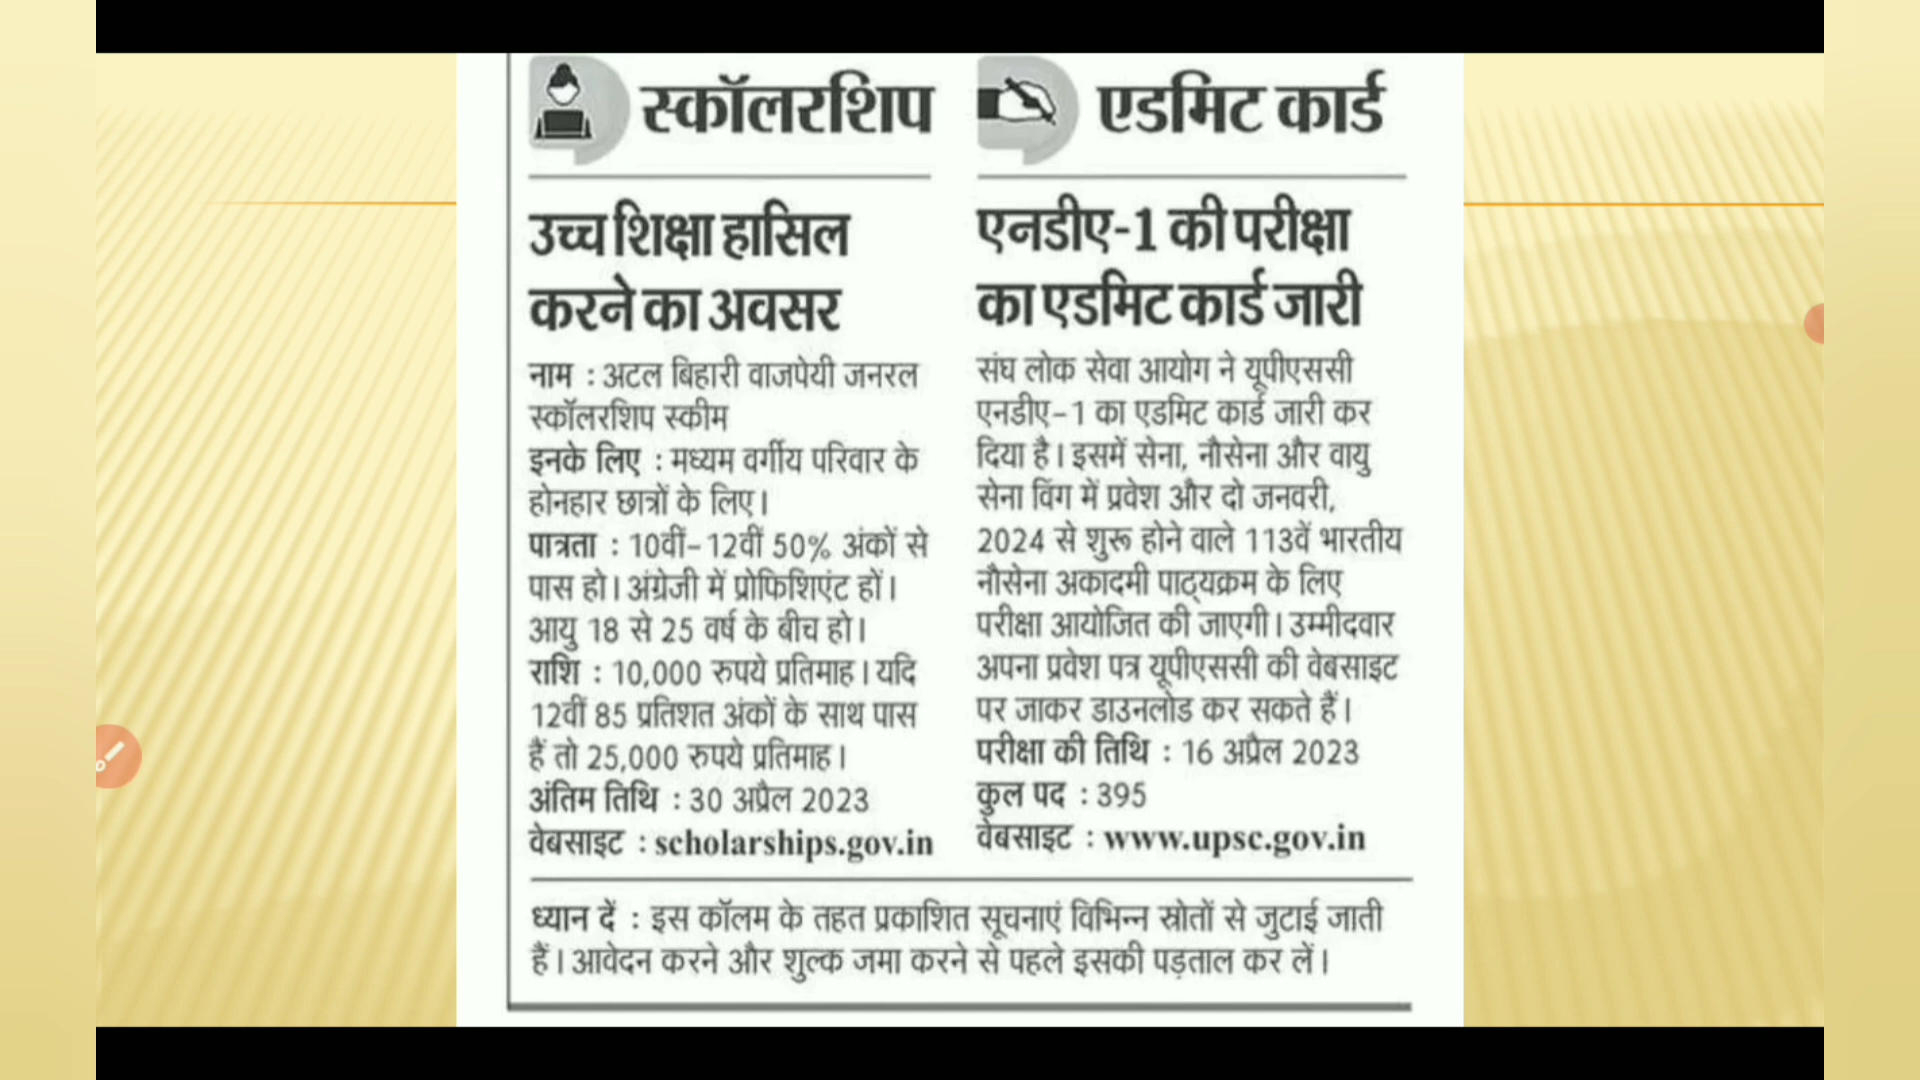 स्कॉलरशिप
उच्च शिक्षा हासिल
करने का अवसर
नाम : अटल बिहारी वाजपेयी जनरल
स्कॉलरशिप स्कीम
इनके लिए : मध्यम वर्गीय परिवार के
होनहार छात्रों के लिए।
पात्रता : 10वीं-12वीं 50% अंकों से
पास हो। अंग्रेजी में प्रोफिशिएंट हों।
आयु 18 से 25 वर्ष के बीच हो।
राशि : 10,000 रुपये प्रतिमाह। यदि
12वीं 85 प्रतिशत अंकों के साथ पास
हैं तो 25,000 रुपये प्रतिमाह।
अंतिम तिथि : 30 अप्रैल 2023
वेबसाइट : scholarships.gov.in
एडमिट कार्ड
एनडीए-1 की परीक्षा
का एडमिट कार्ड जारी
संघ लोक सेवा आयोग ने यूपीएससी
एनडीए-1 का एडमिट कार्ड जारी कर
दिया है। इसमें सेना, नौसेना और वायु
सेना विंग में प्रवेश और दो जनवरी,
2024 से शुरू होने वाले 113वें भारतीय
नौसेना अकादमी पाठ्यक्रम के लिए
परीक्षा आयोजित की जाएगी। उम्मीदवार
अपना प्रवेश पत्र यूपीएससी की वेबसाइट
पर जाकर डाउनलोड कर सकते हैं।
परीक्षा की तिथि : 16 अप्रैल 2023
कुल पद : 395
वेबसाइट : www.upsc.gov.in
ध्यान दें : इस कॉलम के तहत प्रकाशित सूचनाएं विभिन्न स्रोतों से जुटाई जाती
हैं। आवेदन करने और शुल्क जमा करने से पहले इसकी पड़ताल कर लें।